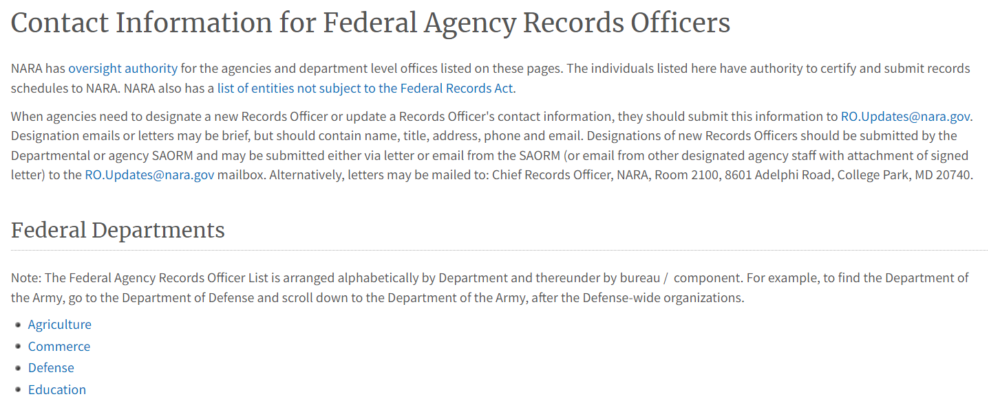 Contact Information for Federal Agency Records Officers
NARA has oversight authority for the agencies and department level offices listed on these pages. The individuals listed here have authority to certify and submit records
schedules to NARA. NARA also has a list of entities not subject to the Federal Records Act.
When agencies need to designate a new Records Officer or update a Records Officer's contact information, they should submit this information to RO.Updates@nara.gov.
Designation emails or letters may be brief, but should contain name, title, address, phone and email. Designations of new Records Officers should be submitted by the
Departmental or agency SAORM and may be submitted either via letter or email from the SAORM (or email from other designated agency staff with attachment of signed
letter) to the RO.Updates@nara.gov mailbox. Alternatively, letters may be mailed to: Chief Records Officer, NARA, Room 2100, 8601 Adelphi Road, College Park, MD 20740.
Federal Departments
Note: The Federal Agency Records Officer List is arranged alphabetically by Department and thereunder by bureau /  component. For example, to find the Department of
the Army, go to the Department of Defense and scroll down to the Department of the Army, after the Defense-wide organizations.
• Agriculture
• Commerce
• Defense
• Education